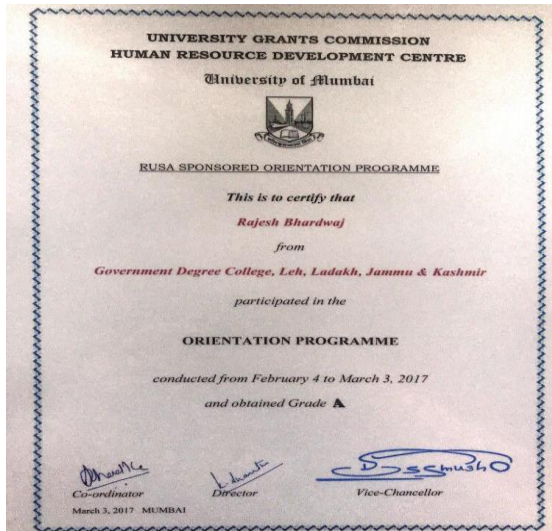 UNIVERSITY GRANTS COMMISSION
HUMAN RESOURCE DEVELOPMENT CENTRE
University of Mumbai
RUSA SPONSORED ORIENTATION PROGRAMME
This is to certify that
Rajesh Bhardwaj
from
Government Degree College, Leh, Ladakh, Jammu & Kashmir
participated in the
ORIENTATION PROGRAMME
conducted from February 4 to March 3, 2017
and obtained Grade A
Co-ordinator Director Vice-Chancellor
March 3, 2017 MUMBAI